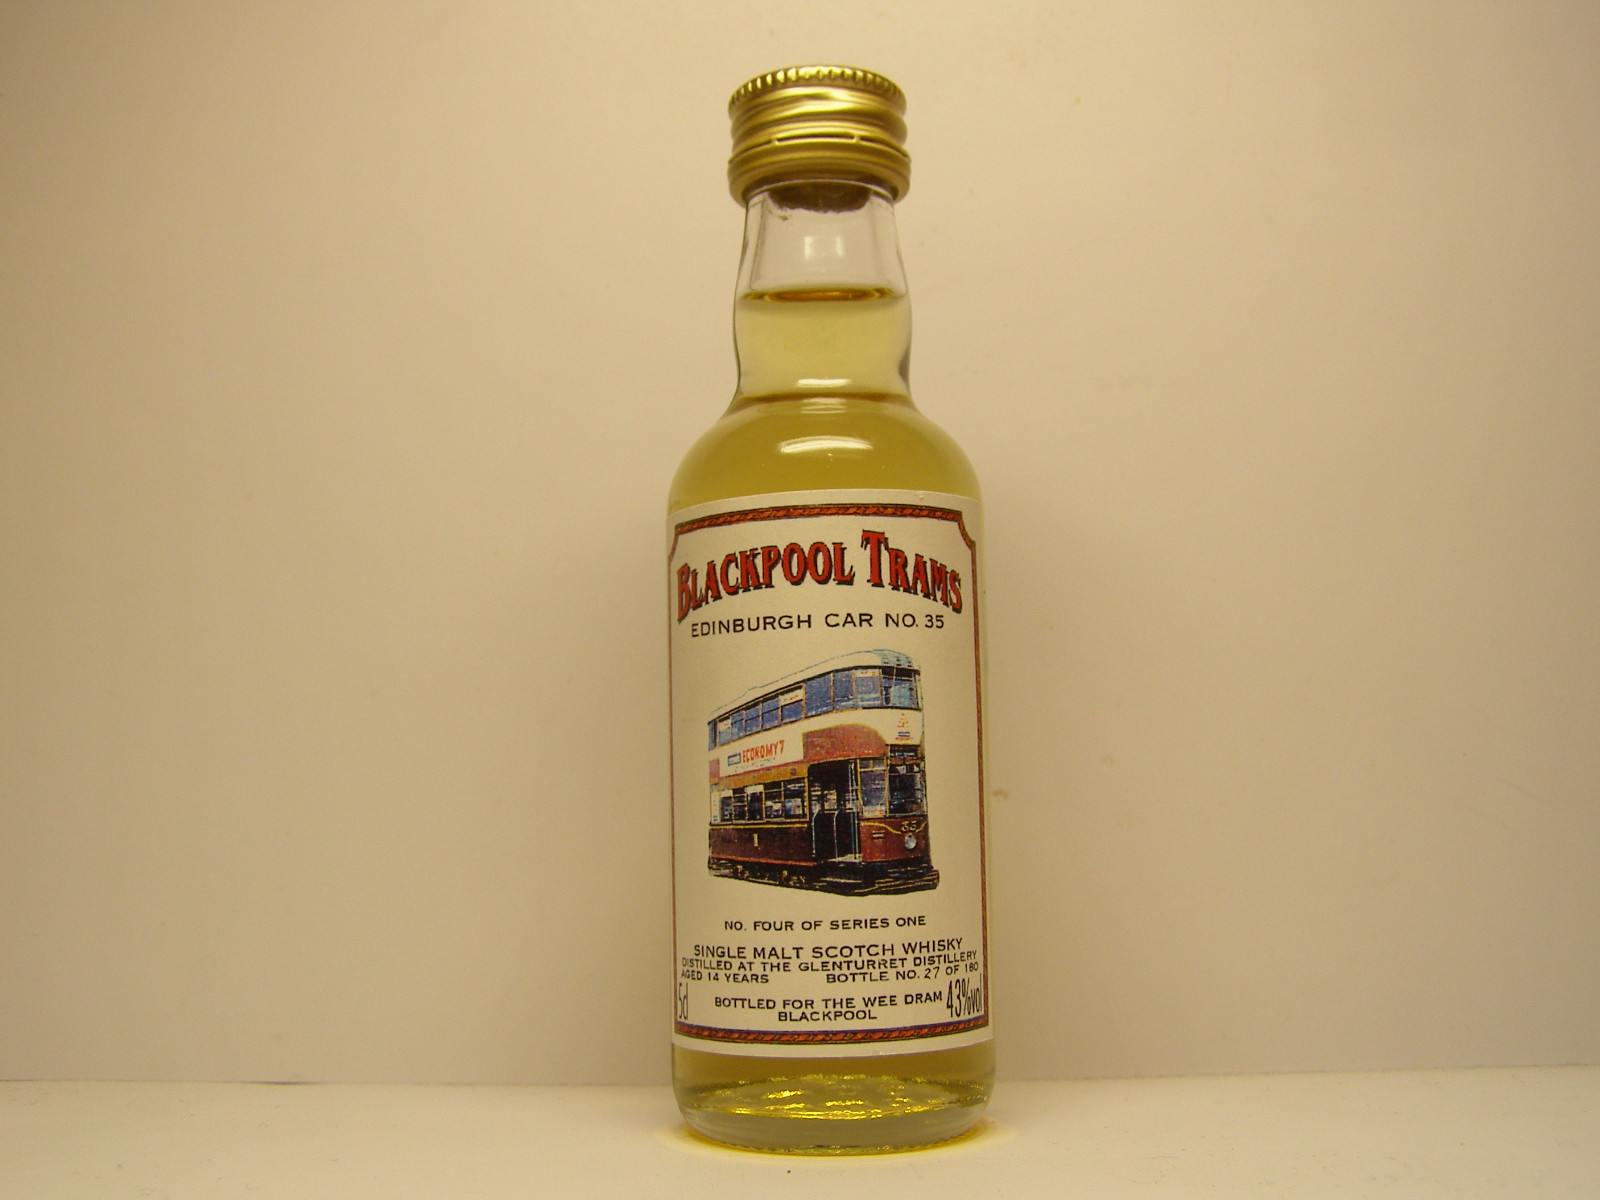 BLACKPOOL TRAMS
EDINBURGH CAR NO. 35
ECONOMY 7
35
NO. FOUR OF SERIES ONE
SINGLE MALT SCOTCH WHISKY
DISTILLED AT THE GLENTURRET DISTILLERY
AGED 14 YEARS BOTTLE NO. 27 OF 180
5cl BOTTLED FOR THE WEE DRAM 43%vol
BLACKPOOL